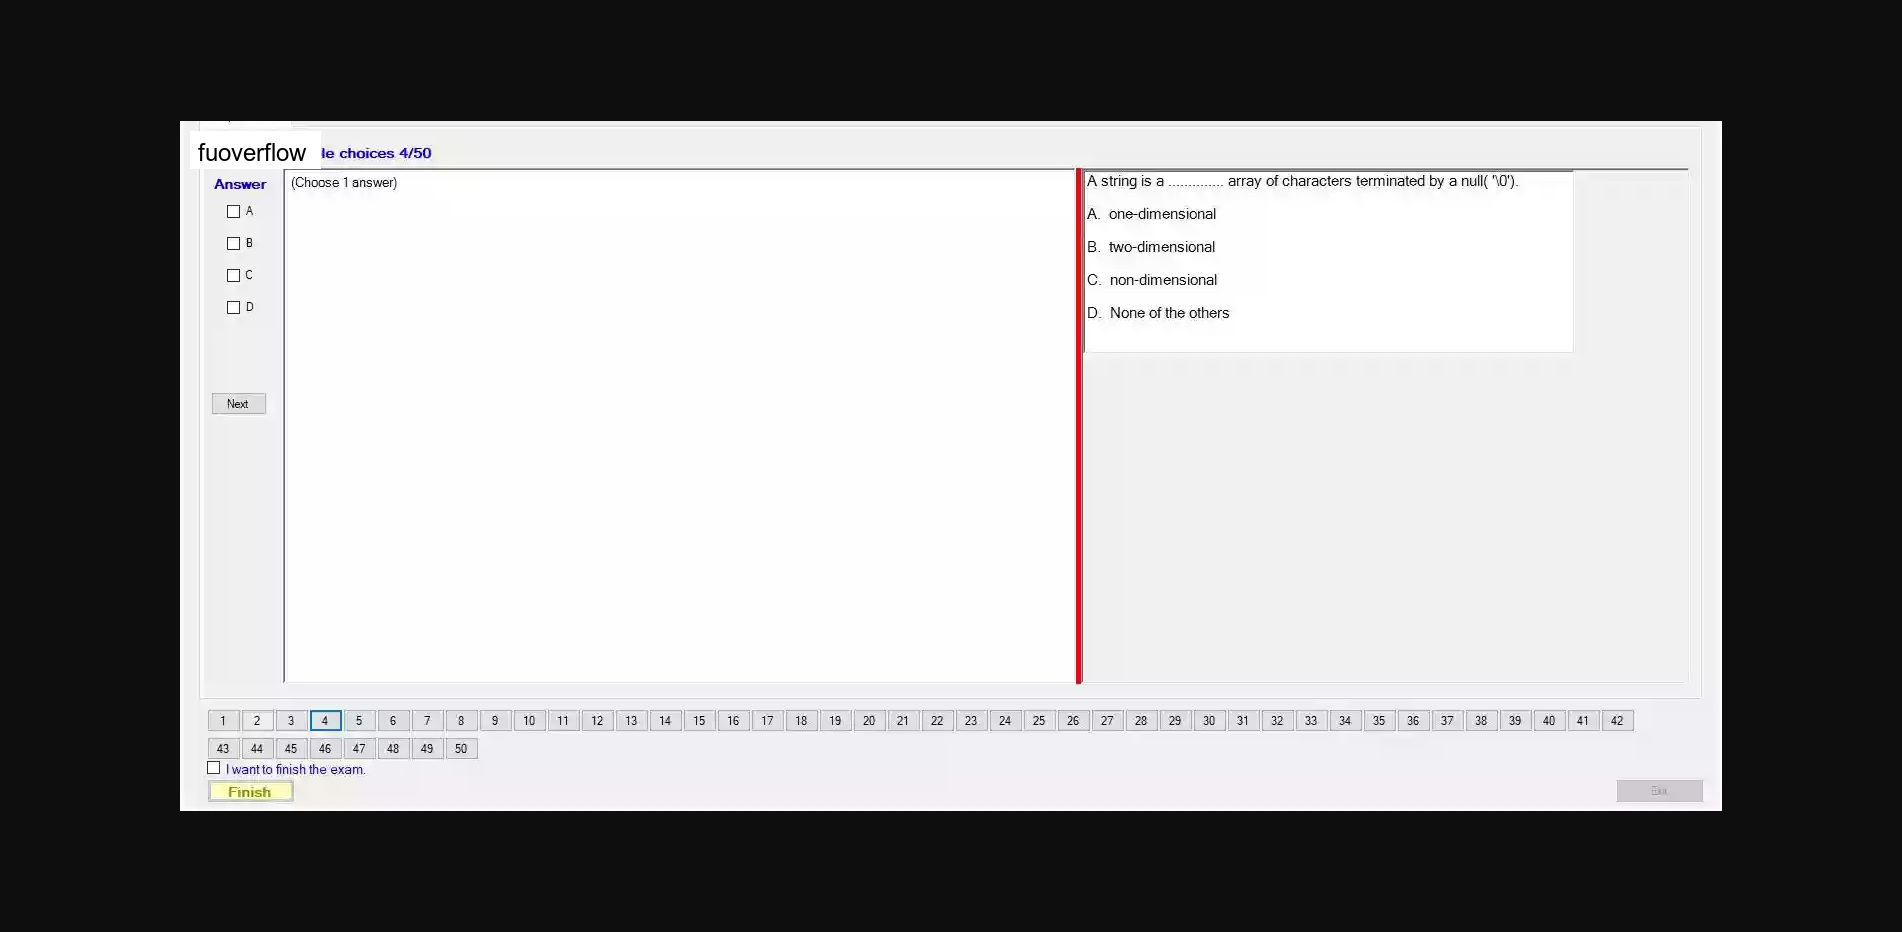 fuoverflow
le choices 4/50
Answer
(Choose 1 answer)
A
B
C
D
Next
A string is a ............. array of characters terminated by a null( '\0').
A. one-dimensional
B. two-dimensional
C. non-dimensional
D. None of the others
1 2 3 4 5 6 7 8 9 10 11 12 13 14 15 16 17 18 19 20 21 22 23 24 25 26 27 28 29 30 31 32 33 34 35 36 37 38 39 40 41 42
43 44 45 46 47 48 49 50
I want to finish the exam.
Finish
Exit